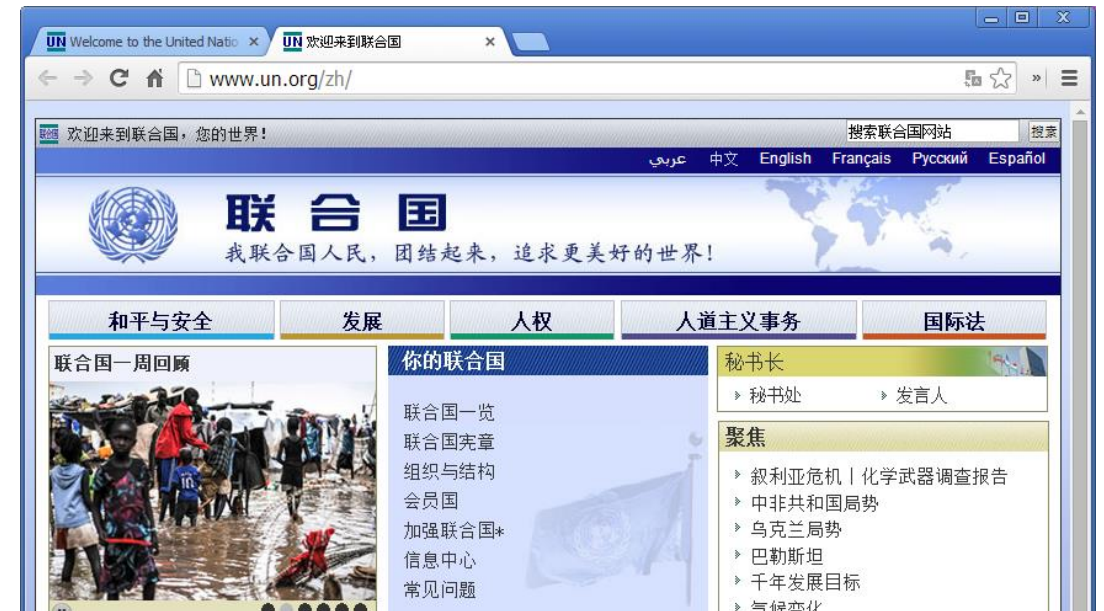 UN Welcome to the United Natio
UN 欢迎来到联合国
www.un.org/zh/
欢迎来到联合国，您的世界！
搜索联合国网站
搜索
عربي 中文 English Français Русский Español
联合国
我联合国人民，团结起来，追求更美好的世界！
和平与安全 发展 人权 人道主义事务 国际法
联合国一周回顾
10
你的联合国
联合国一览
联合国宪章
组织与结构
会员国
加强联合国*
信息中心
常见问题
秘书长
秘书处 发言人
聚焦
叙利亚危机 | 化学武器调查报告
中非共和国局势
乌克兰局势
巴勒斯坦
千年发展目标
气候变化